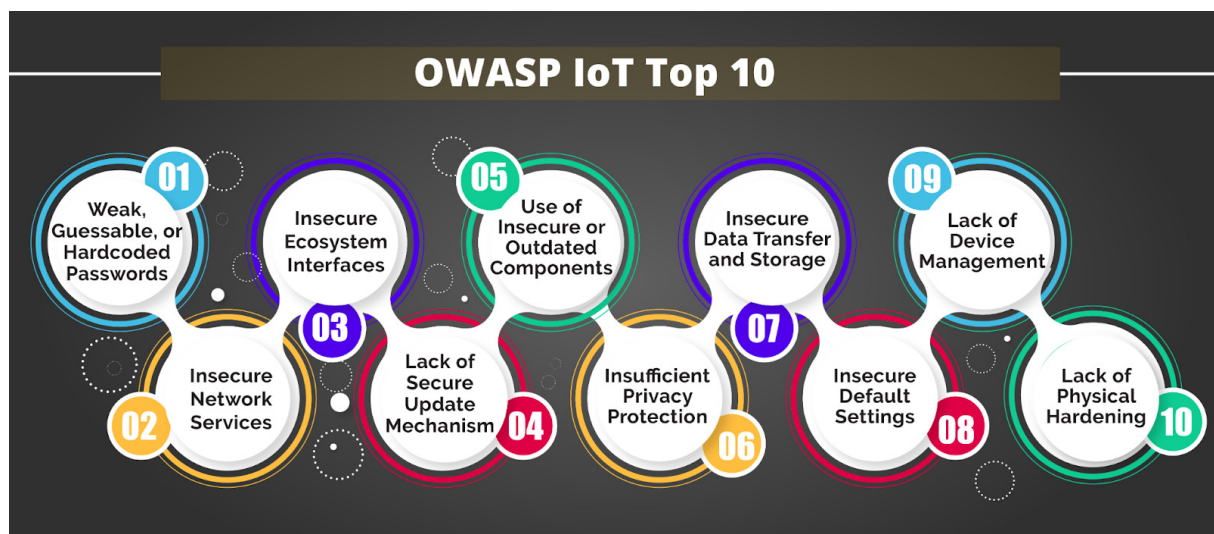 OWASP IoT Top 10
01
Weak,
Guessable, or
Hardcoded
Passwords
02
Insecure
Network
Services
03
Insecure
Ecosystem
Interfaces
04
Lack of
Secure
Update
Mechanism
05
Use of
Insecure or
Outdated
Components
06
Insufficient
Privacy
Protection
07
Insecure
Data Transfer
and Storage
08
Insecure
Default
Settings
09
Lack of
Device
Management
10
Lack of
Physical
Hardening